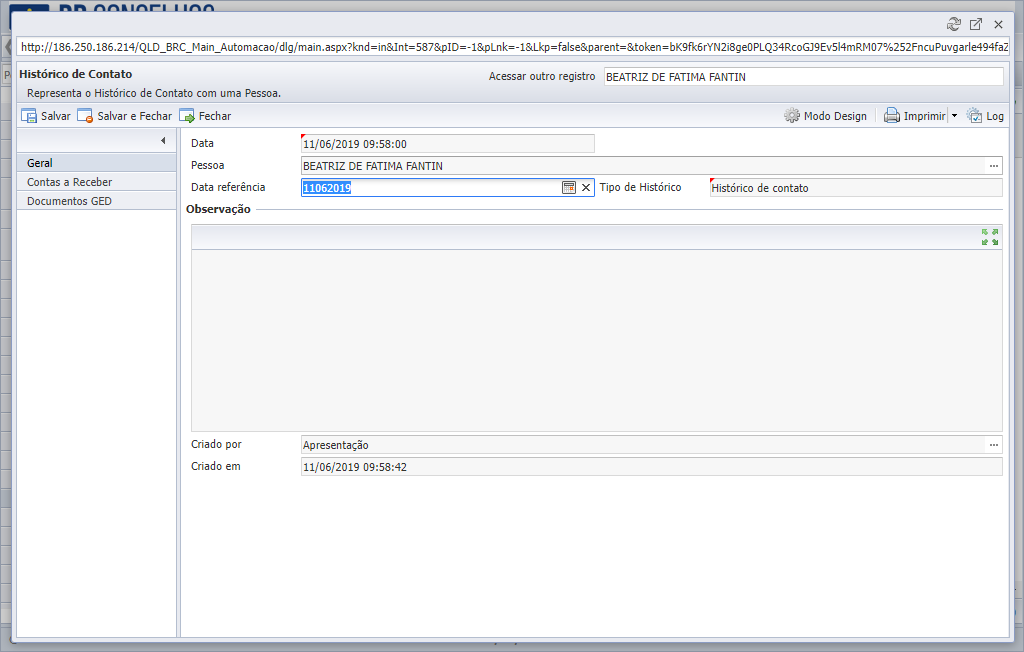 http://186.250.186.214/QLD_BRC_Main_Automacao/dlg/main.aspx?knd=in&Int=587&pID=-1&pLnk=-1&Lkp=false&parent=&token=bK9fk6rYN2i8ge0PLQ34RcoGJ9Ev5l4mRM07%252FncuPuvgarle494faZ
Histórico de Contato
Acessar outro registro BEATRIZ DE FATIMA FANTIN
Representa o Histórico de Contato com uma Pessoa.
Salvar Salvar e Fechar Fechar Modo Design Imprimir Log
Geral
Contas a Receber
Documentos GED
Data 11/06/2019 09:58:00
Pessoa BEATRIZ DE FATIMA FANTIN ...
Data referência 11062019 Tipo de Histórico Histórico de contato
Observação
Criado por Apresentação ...
Criado em 11/06/2019 09:58:42